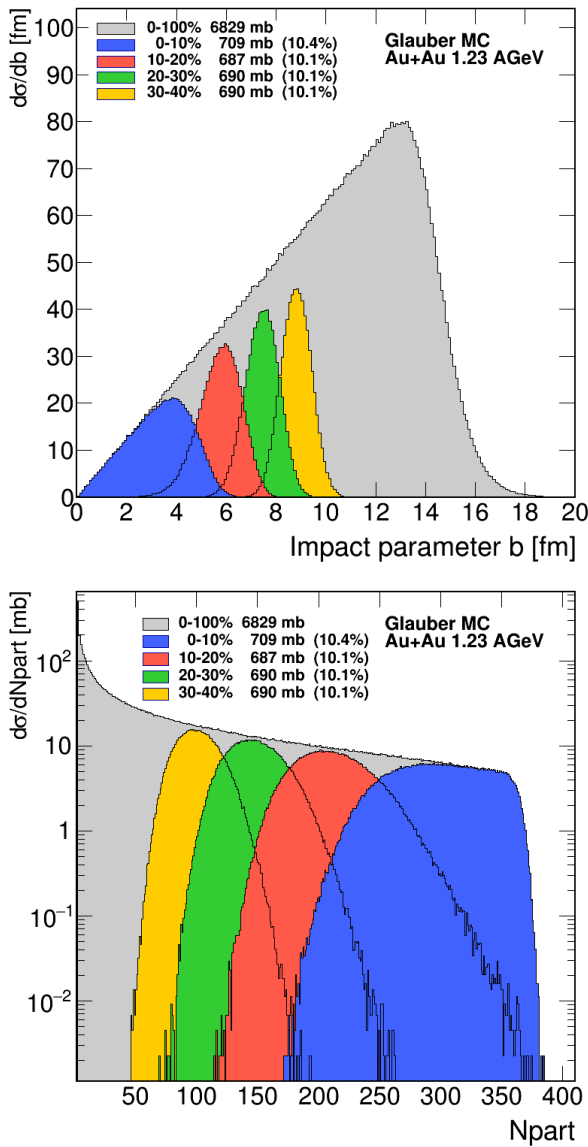 dσ/db [fm]
100
80
70
60
50
40
30
20
10
0
0-100% 6829 mb
0-10% 709 mb (10.4%)
10-20% 687 mb (10.1%)
20-30% 690 mb (10.1%)
30-40% 690 mb (10.1%)
Glauber MC
Au+Au 1.23 AGeV
0 2 4 6 8 10 12 14 16 18 20
Impact parameter b [fm]
dσ/dNpart [mb]
10²
10
1
10⁻¹
10⁻²
0-100% 6829 mb
0-10% 709 mb (10.4%)
10-20% 687 mb (10.1%)
20-30% 690 mb (10.1%)
30-40% 690 mb (10.1%)
Glauber MC
Au+Au 1.23 AGeV
50 100 150 200 250 300 350 400
Npart